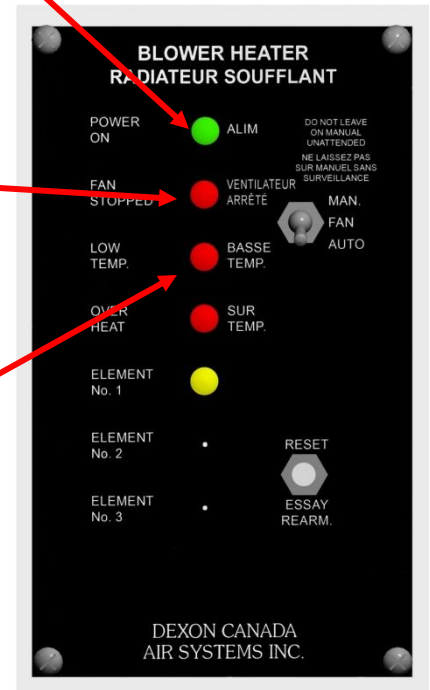 BLOWER HEATER
RADIATEUR SOUFFLANT
POWER
ON
ALIM
DO NOT LEAVE
ON MANUAL
UNATTENDED
NE LAISSEZ PAS
SUR MANUEL SANS
SURVEILLANCE
FAN
STOPPED
VENTILATEUR
ARRÊTÉ
MAN.
FAN
AUTO
LOW
TEMP.
BASSE
TEMP.
OVER
HEAT
SUR
TEMP.
ELEMENT
No. 1
ELEMENT
No. 2
RESET
ELEMENT
No. 3
ESSAY
REARM.
DEXON CANADA
AIR SYSTEMS INC.